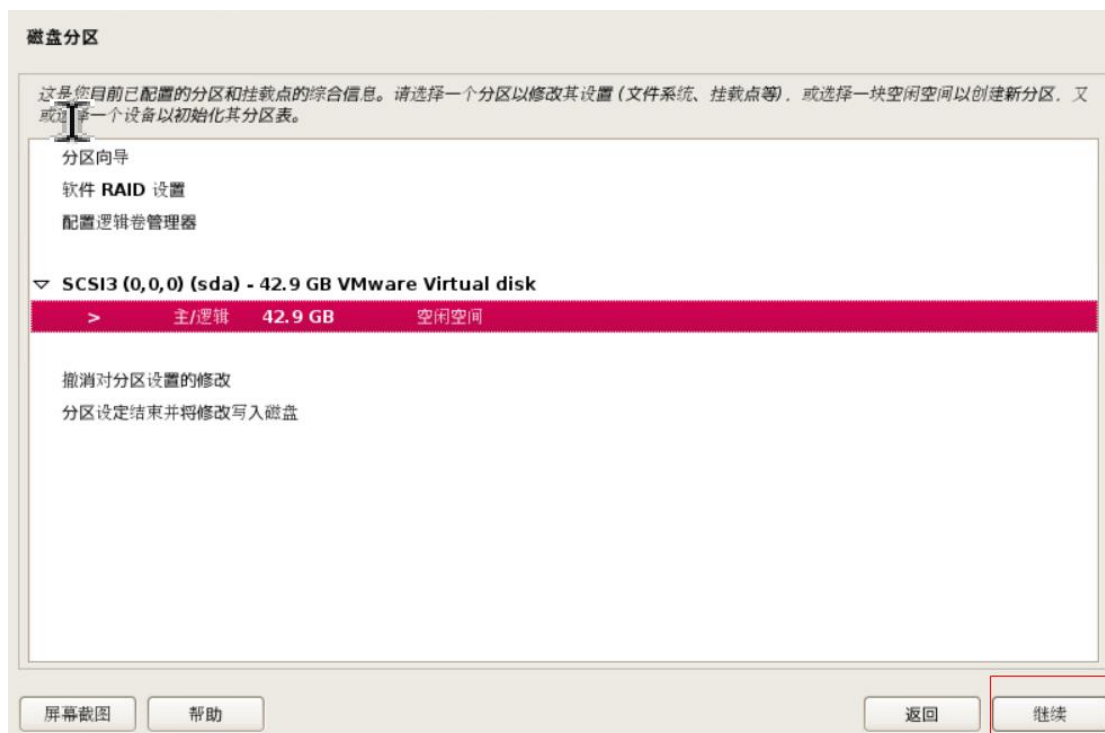 磁盘分区
这是您目前已配置的分区和挂载点的综合信息。请选择一个分区以修改其设置 (文件系统、挂载点等)，或选择一块空闲空间以创建新分区，又
或选择一个设备以初始化其分区表。
分区向导
软件 RAID 设置
配置逻辑卷管理器
▽ SCSI3 (0,0,0) (sda) - 42.9 GB VMware Virtual disk
> 主/逻辑 42.9 GB 空闲空间
撤消对分区设置的修改
分区设定结束并将修改写入磁盘
屏幕截图 帮助 返回 继续